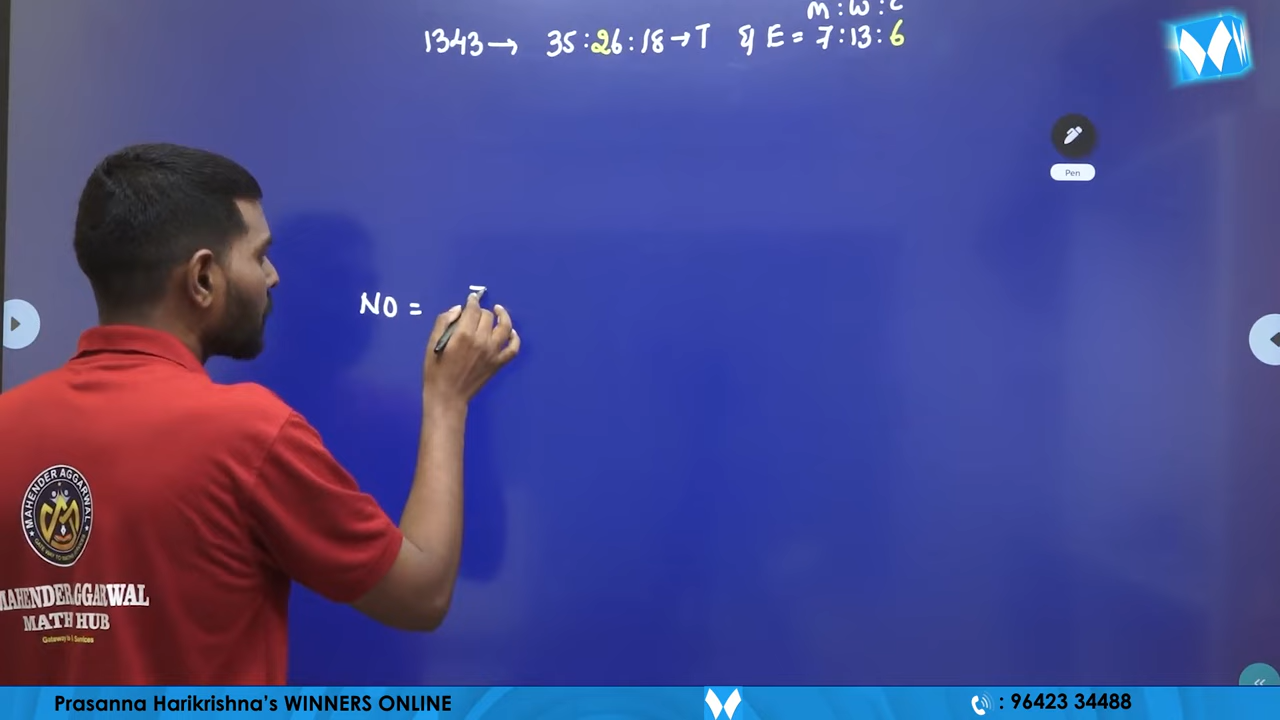 M : W : C
1343 → 35 : 26 : 18 → T & E = 7 : 13 : 6
Pen
NO =
MAHENDER AGGARWAL
MAHENDER AGGARWAL
MATH HUB
Prasanna Harikrishna's WINNERS ONLINE
: 96423 34488